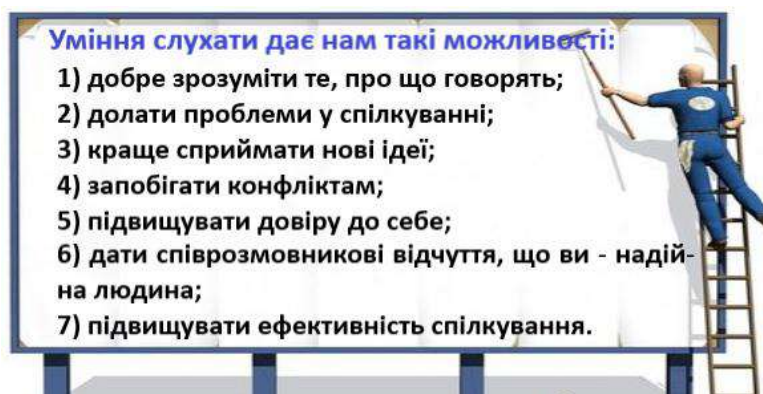 Уміння слухати дає нам такі можливості:
1) добре зрозуміти те, про що говорять;
2) долати проблеми у спілкуванні;
3) краще сприймати нові ідеї;
4) запобігати конфліктам;
5) підвищувати довіру до себе;
6) дати співрозмовникові відчуття, що ви - надій-
на людина;
7) підвищувати ефективність спілкування.